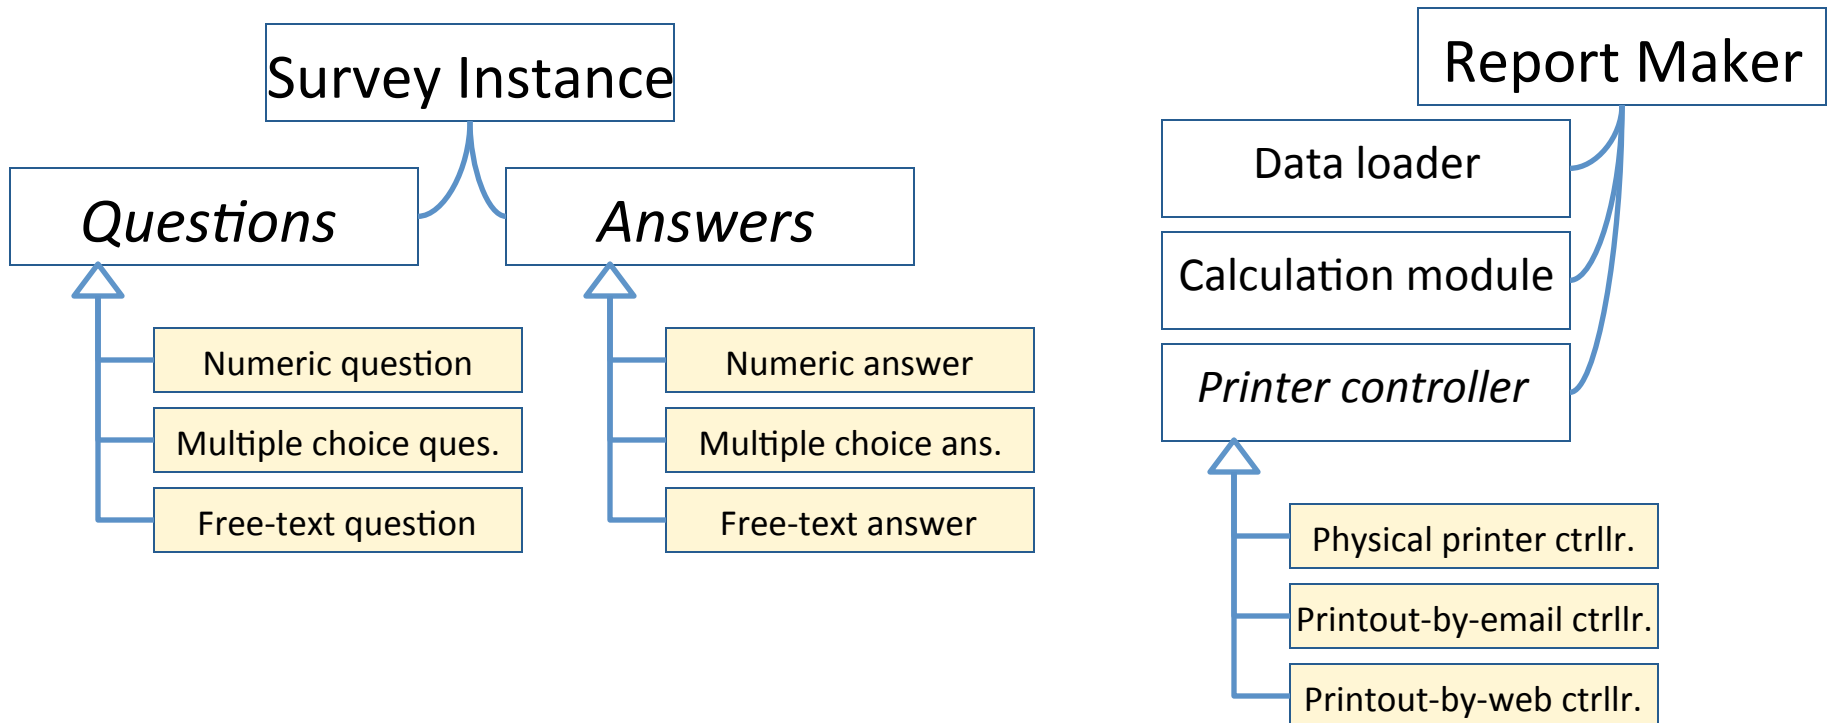 Survey Instance
Questions
Answers
Numeric question
Multiple choice ques.
Free-text question
Numeric answer
Multiple choice ans.
Free-text answer
Report Maker
Data loader
Calculation module
Printer controller
Physical printer ctrllr.
Printout-by-email ctrllr.
Printout-by-web ctrllr.